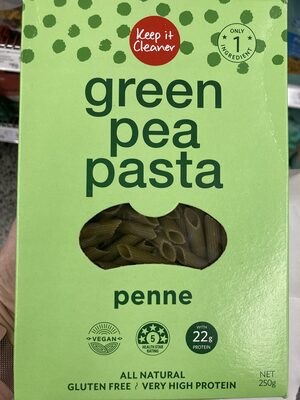 Keep it
Cleaner
ONLY
1
INGREDIENT
green
pea
pasta
penne
VEGAN
5
HEALTH STAR
RATING
WITH
22g
PROTEIN
ALL NATURAL
GLUTEN FREE / VERY HIGH PROTEIN
NET
250g